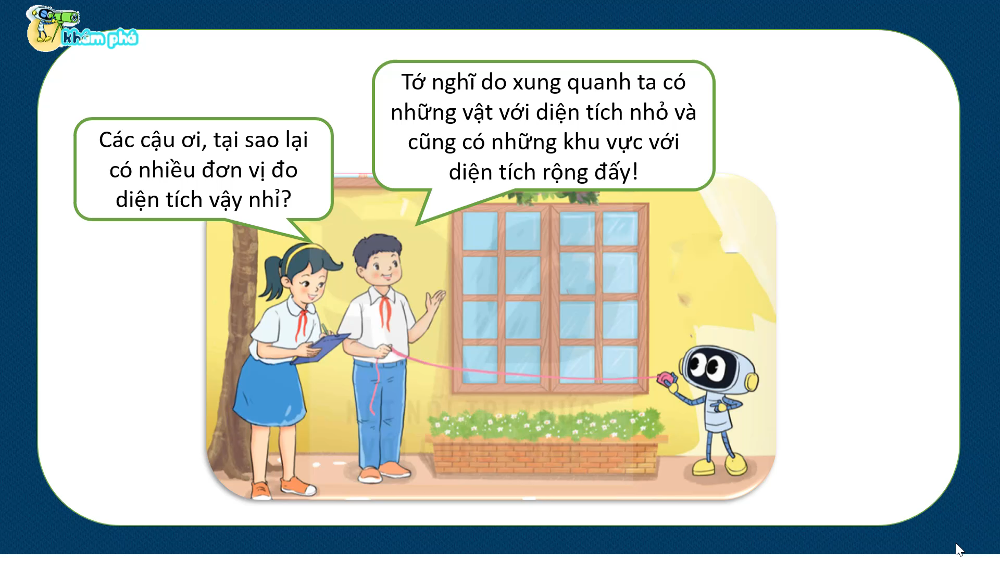 khám phá
Tớ nghĩ do xung quanh ta có
những vật với diện tích nhỏ và
cũng có những khu vực với
diện tích rộng đấy!
Các cậu ơi, tại sao lại
có nhiều đơn vị đo
diện tích vậy nhỉ?